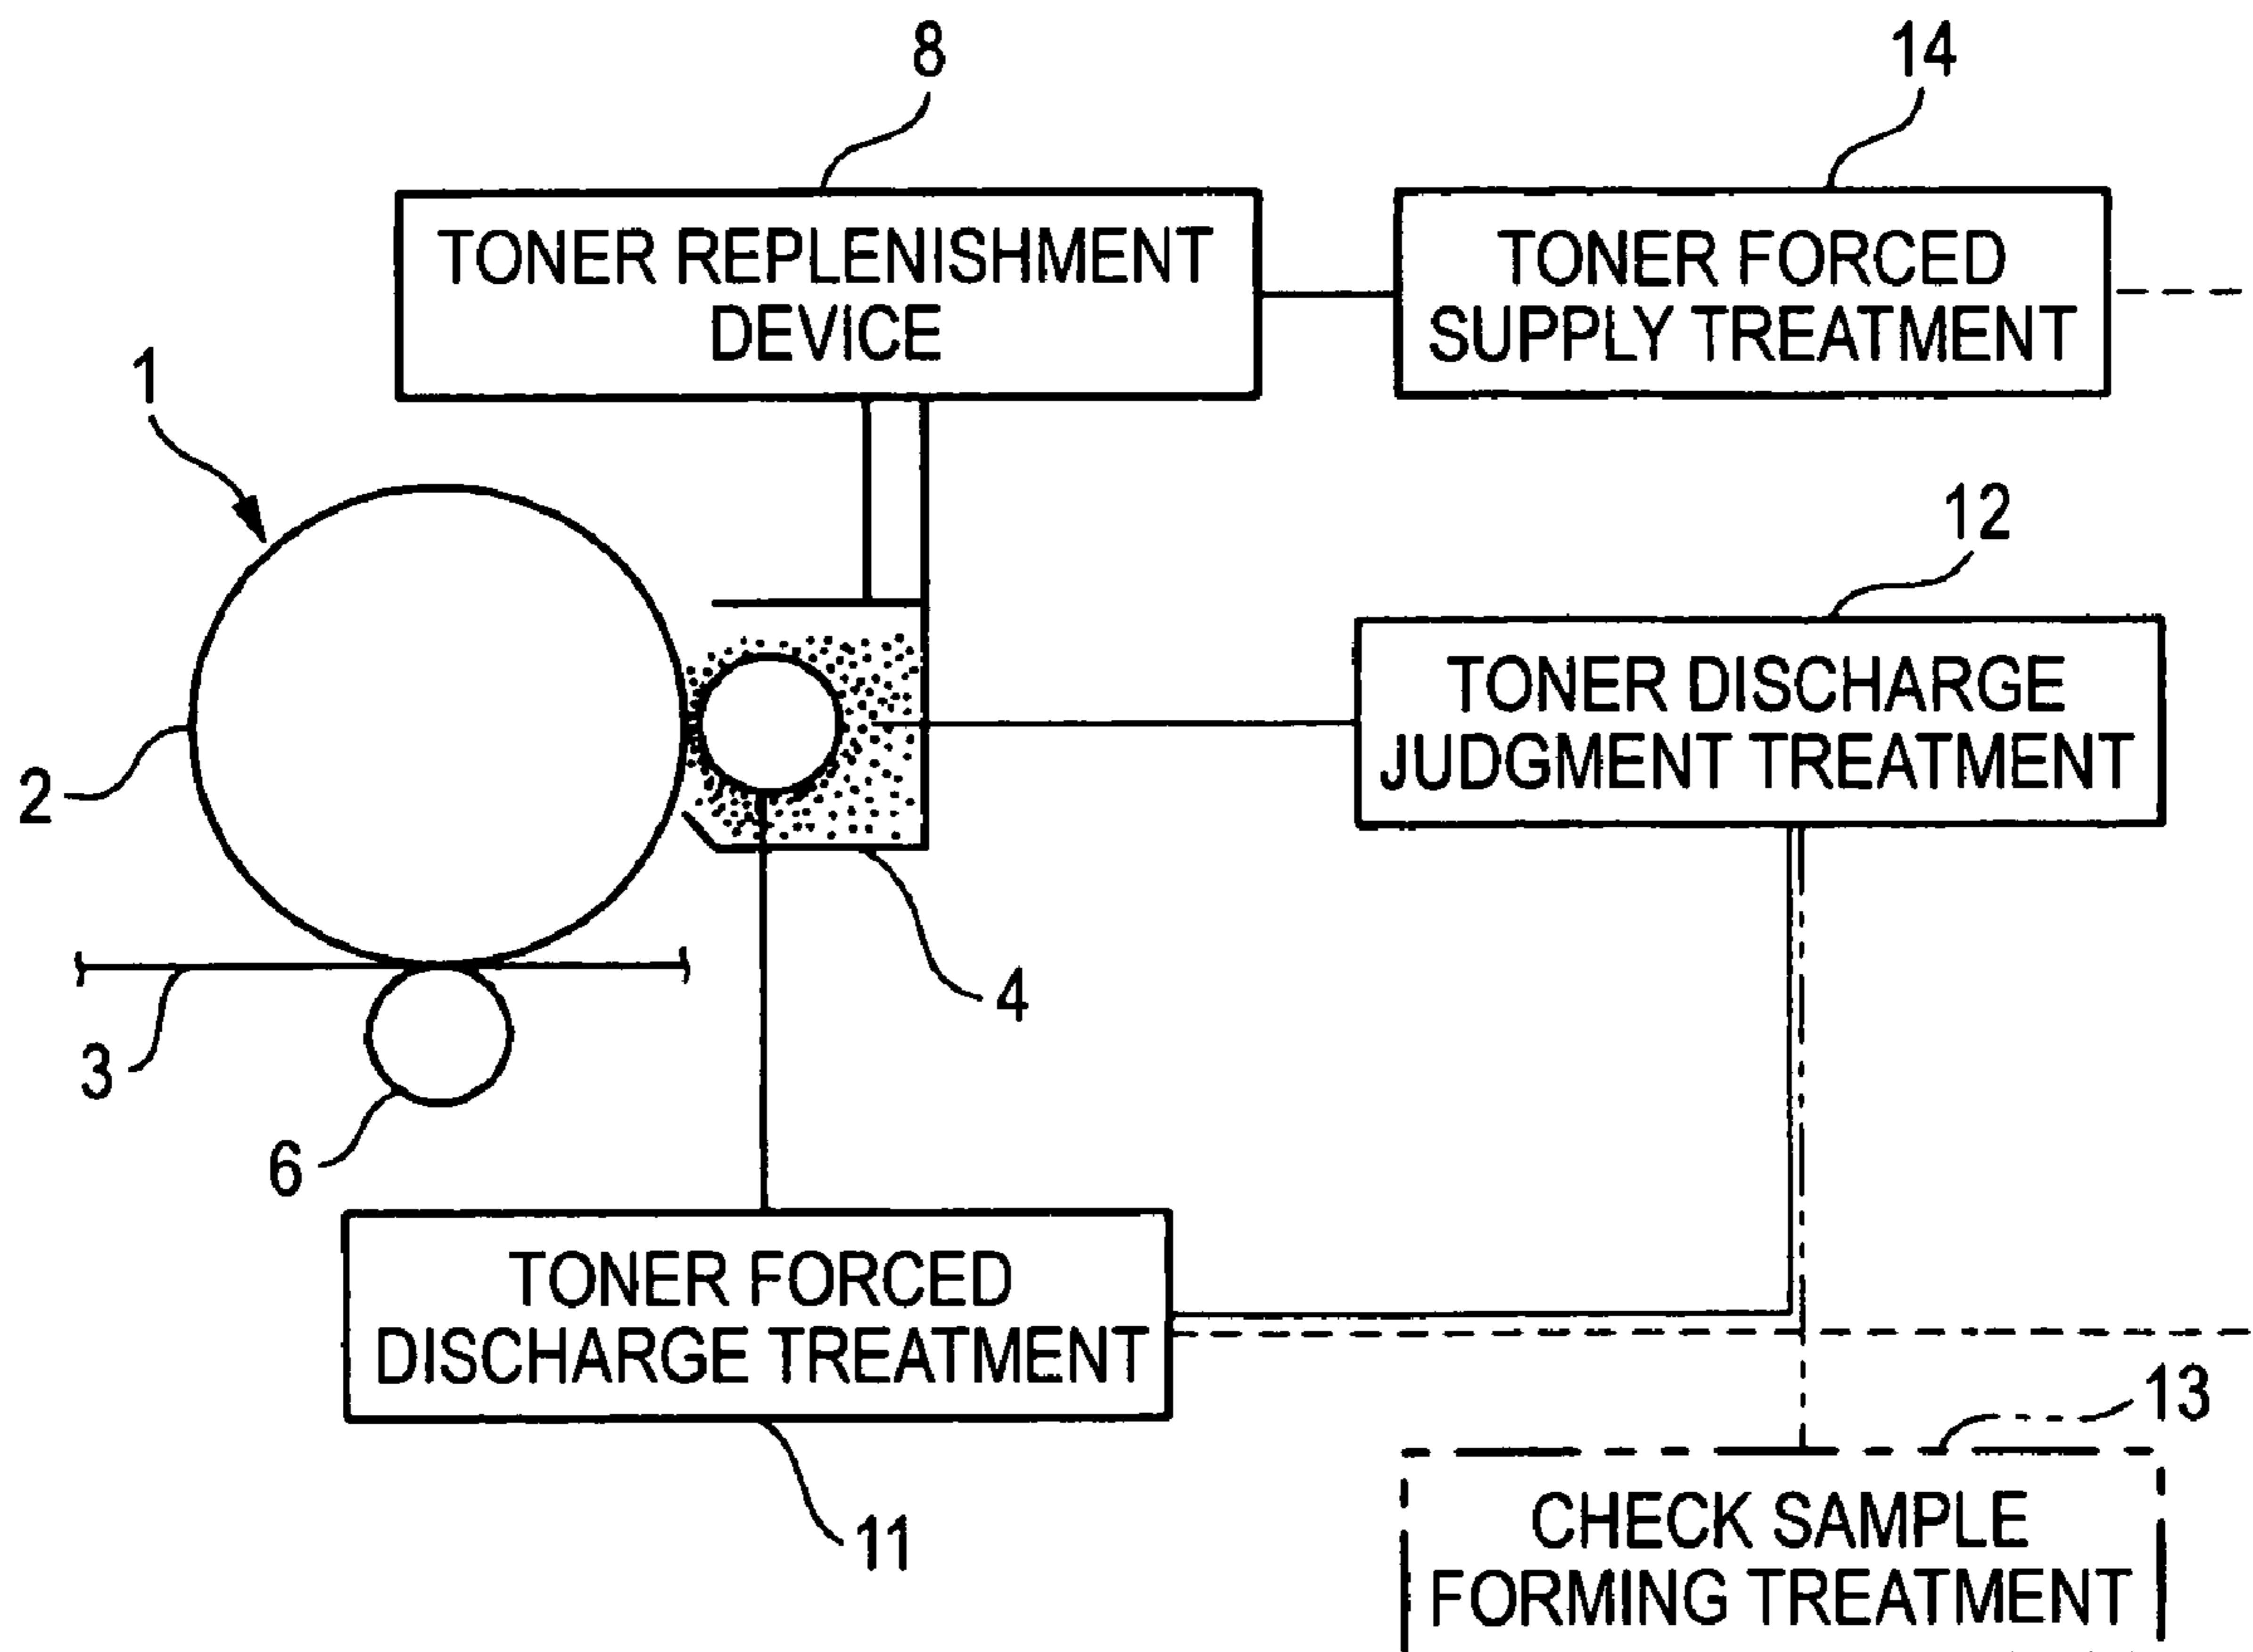 8
14
TONER REPLENISHMENT
DEVICE
TONER FORCED
SUPPLY TREATMENT
1
12
TONER DISCHARGE
JUDGMENT TREATMENT
2
4
3
6
TONER FORCED
DISCHARGE TREATMENT
13
11
CHECK SAMPLE
FORMING TREATMENT